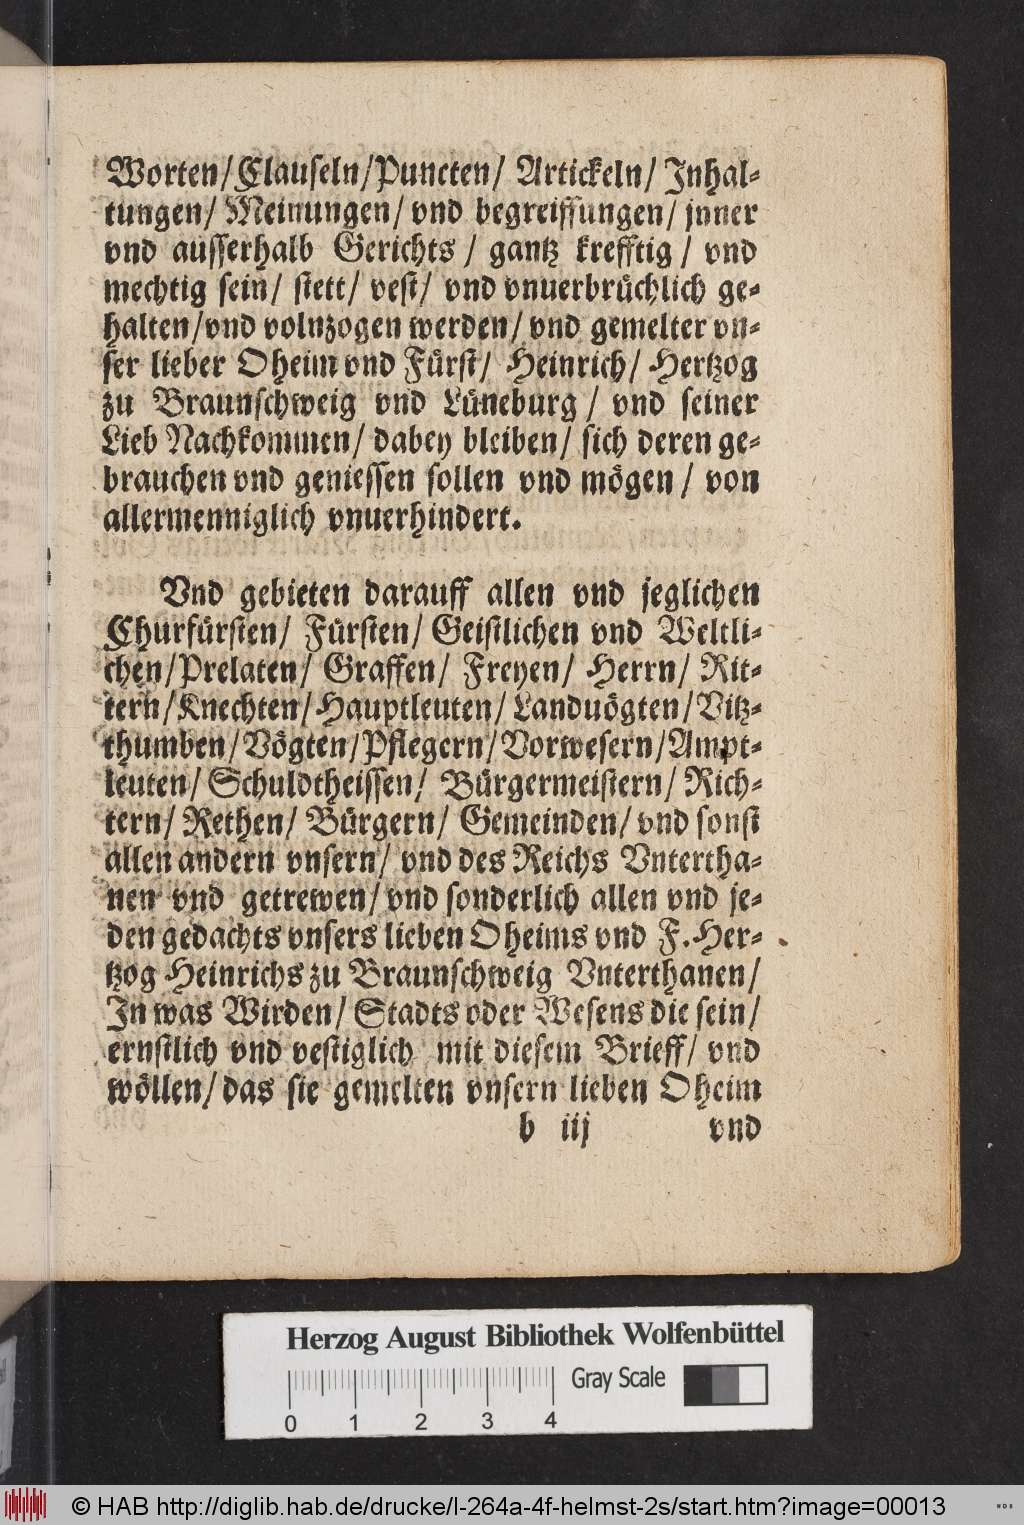 Worten/Clauseln/Puncten/ Artickeln/ Inhal-
tungen/ Meinungen/ vnd begreiffungen/ jnner
vnd ausserhalb Gerichts / gantz krefftig / vnd
mechtig sein/ stett/ vest/ vnd vnuerbrüchlich ge-
halten/vnd volnzogen werden/ vnd gemelter vn-
ser lieber Oheim vnd Fürst/ Heinrich/ Hertzog
zu Braunschweig vnd Lüneburg / vnd seiner
Lieb Nachkommen/ dabey bleiben/ sich deren ge-
brauchen vnd geniessen sollen vnd mögen / von
allermenniglich vnuerhindert.
Vnd gebieten darauff allen vnd jeglichen
Churfürsten/ Fürsten/ Geistlichen vnd Weltli-
chen/Prelaten/ Graffen/ Freyen/ Herrn/ Rit-
tern/Knechten/Hauptleuten/Landuögten/Vitz-
thumben/Vögten/Pflegern/Vorwesern/Ampt-
leuten/ Schuldtheissen/ Bürgermeistern/ Rich-
tern/ Rethen/ Bürgern/ Gemeinden/ vnd sonst
allen andern vnsern/ vnd des Reichs Vntertha-
nen vnd getrewen/ vnd sonderlich allen vnd je-
den gedachts vnsers lieben Oheims vnd F. Her-
tzog Heinrichs zu Braunschweig Vnterthanen/
In was Wirden/ Stadts oder Wesens die sein/
ernstlich vnd vestiglich mit diesem Brieff/ vnd
wöllen/ das sie gemelten vnsern lieben Oheim
b iij vnd
Herzog August Bibliothek Wolfenbüttel
Gray Scale
0 1 2 3 4
© HAB http://diglib.hab.de/drucke/l-264a-4f-helmst-2s/start.htm?image=00013